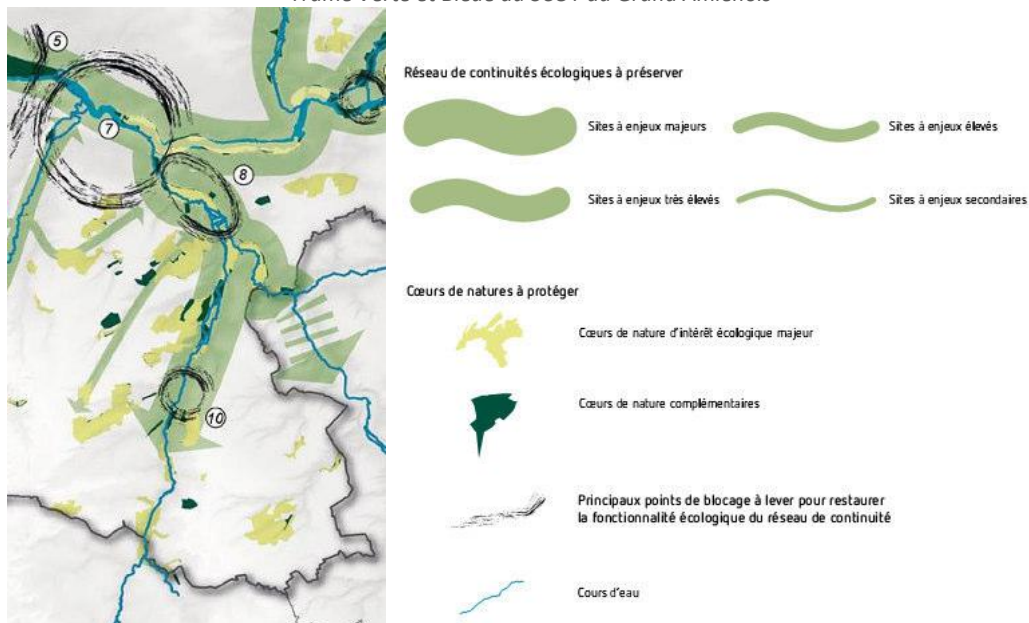 Trame Verte et Bleue du SCOT du Grand Amiénois
5
7
8
10
Réseau de continuités écologiques à préserver
Sites à enjeux majeurs
Sites à enjeux élevés
Sites à enjeux très élevés
Sites à enjeux secondaires
Cœurs de natures à protéger
Cœurs de nature d'intérêt écologique majeur
Cœurs de nature complémentaires
Principaux points de blocage à lever pour restaurer
la fonctionnalité écologique du réseau de continuité
Cours d'eau